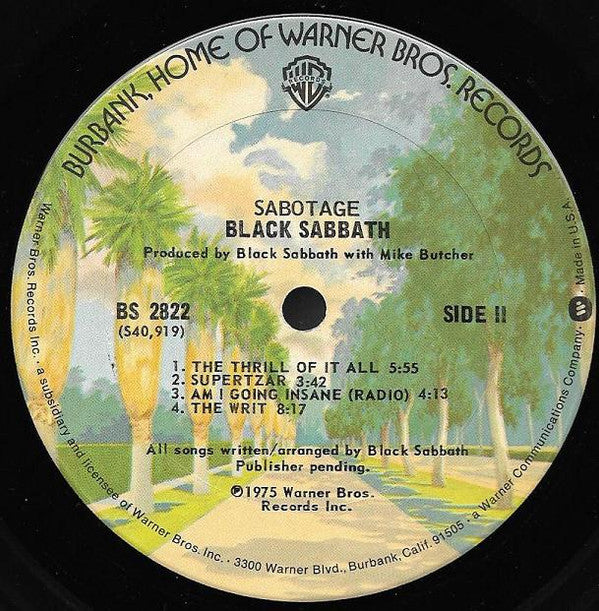 BURBANK, HOME OF WARNER BROS. RECORDS
WB
RECORDS
SABOTAGE
BLACK SABBATH
Produced by Black Sabbath with Mike Butcher
BS 2822
(S40,919)
SIDE II
1. THE THRILL OF IT ALL 5:55
2. SUPERTZAR 3:42
3. AM I GOING INSANE (RADIO) 4:13
4. THE WRIT 8:17
All songs written/arranged by Black Sabbath
Publisher pending.
℗1975 Warner Bros.
Records Inc.
Warner Bros. Records Inc. · a subsidiary and licensee of Warner Bros. Inc. · 3300 Warner Blvd., Burbank, Calif. 91505 · a Warner Communications Company. · Made in U.S.A.